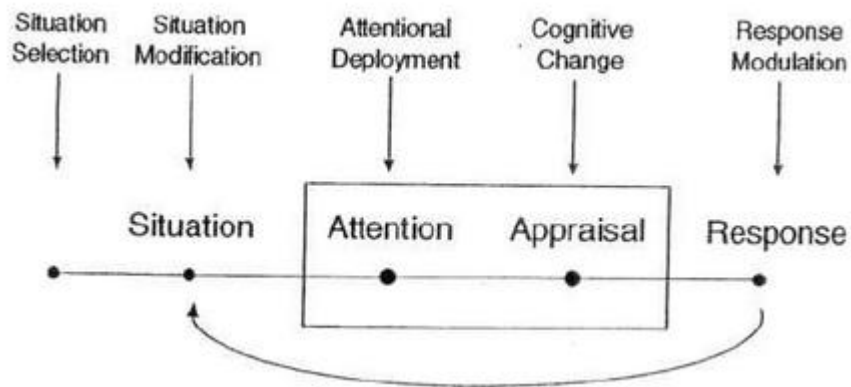 Situation
Selection
Situation
Modification
Attentional
Deployment
Cognitive
Change
Response
Modulation
Situation
Attention
Appraisal
Response